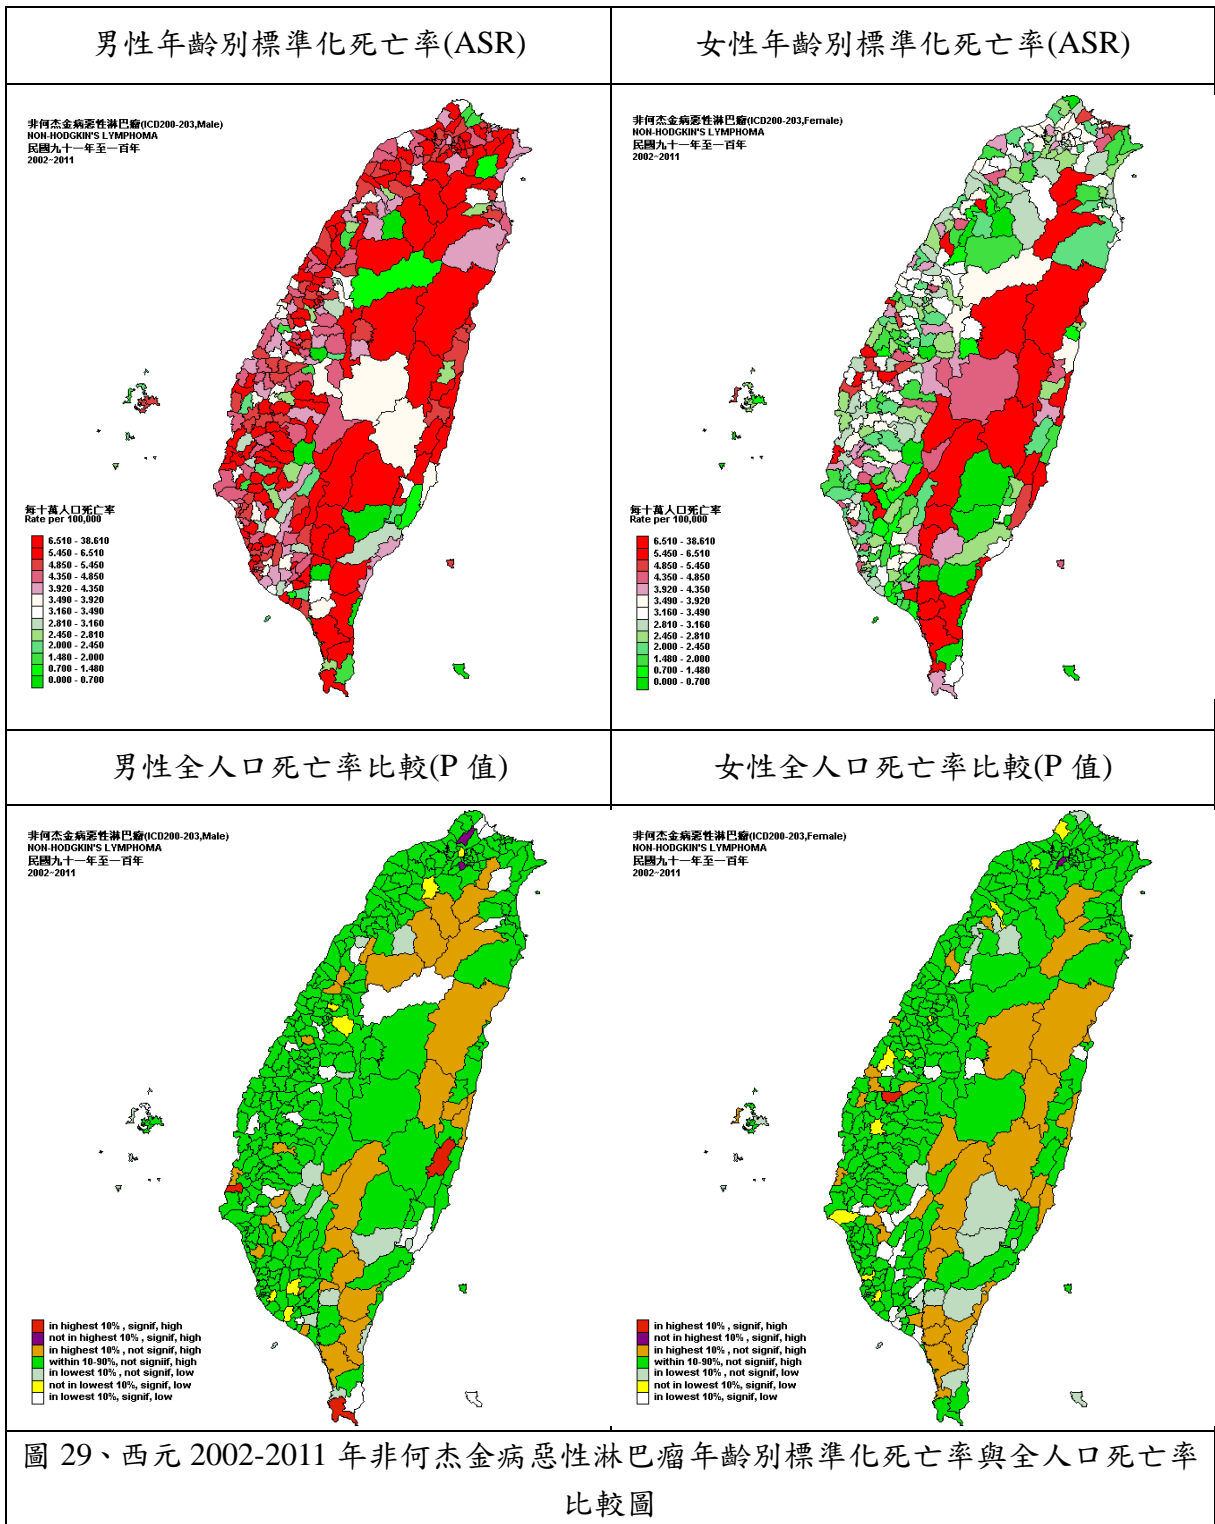 男性年齡別標準化死亡率(ASR)
女性年齡別標準化死亡率(ASR)
非何杰金病惡性淋巴瘤(ICD200-203,Male)
NON-HODGKIN'S LYMPHOMA
民國九十一年至一百年
2002~2011
每十萬人口死亡率
Rate per 100,000
6.510 - 38.610
5.450 - 6.510
4.850 - 5.450
4.350 - 4.850
3.920 - 4.350
3.490 - 3.920
3.160 - 3.490
2.810 - 3.160
2.450 - 2.810
2.000 - 2.450
1.480 - 2.000
0.700 - 1.480
0.000 - 0.700
非何杰金病惡性淋巴瘤(ICD200-203,Female)
NON-HODGKIN'S LYMPHOMA
民國九十一年至一百年
2002~2011
每十萬人口死亡率
Rate per 100,000
6.510 - 38.610
5.450 - 6.510
4.850 - 5.450
4.350 - 4.850
3.920 - 4.350
3.490 - 3.920
3.160 - 3.490
2.810 - 3.160
2.450 - 2.810
2.000 - 2.450
1.480 - 2.000
0.700 - 1.480
0.000 - 0.700
男性全人口死亡率比較(P 值)
女性全人口死亡率比較(P 值)
非何杰金病惡性淋巴瘤(ICD200-203,Male)
NON-HODGKIN'S LYMPHOMA
民國九十一年至一百年
2002~2011
in highest 10% , signif, high
not in highest 10% , signif, high
in highest 10% , not signif, high
within 10-90%, not signiif, high
in lowest 10% , not signif, low
not in lowest 10%, signif, low
in lowest 10%, signif, low
非何杰金病惡性淋巴瘤(ICD200-203,Female)
NON-HODGKIN'S LYMPHOMA
民國九十一年至一百年
2002~2011
in highest 10% , signif, high
not in highest 10% , signif, high
in highest 10% , not signif, high
within 10-90%, not signiif, high
in lowest 10% , not signif, low
not in lowest 10%, signif, low
in lowest 10%, signif, low
圖 29、西元 2002-2011 年非何杰金病惡性淋巴瘤年齡別標準化死亡率與全人口死亡率
比較圖